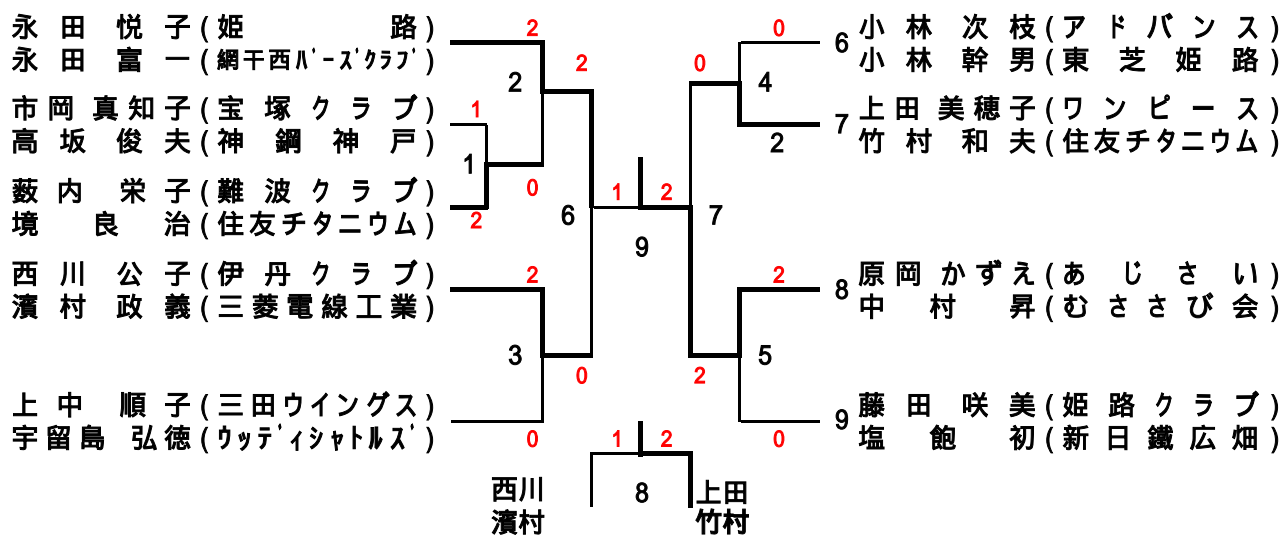 永田 悦子(姫 路)
永田 富一(網干西ﾊﾞｰｽﾞｸﾗﾌﾞ)
市岡真知子(宝塚クラブ)
高坂 俊夫(神鋼神戸)
薮内 栄子(難波クラブ)
境 良治(住友チタニウム)
西川 公子(伊丹クラブ)
濱村 政義(三菱電線工業)
上中 順子(三田ウイングス)
宇留島 弘徳(ｳｯﾃﾞｨｼｬﾄﾙｽﾞ)
2
2
2
1
1
0
2
6
2
3
0
0
1
2
9
0
0
4
2
7
2
5
2
0
1
2
8
西川
濱村
上田
竹村
6 小林 次枝(アドバンス)
小林 幹男(東芝姫路)
7 上田 美穂子(ワンピース)
竹村 和夫(住友チタニウム)
8 原岡かずえ(あじさい)
中村 昇(むささび会)
9 藤田 咲美(姫路クラブ)
塩飽 初(新日鐵広畑)